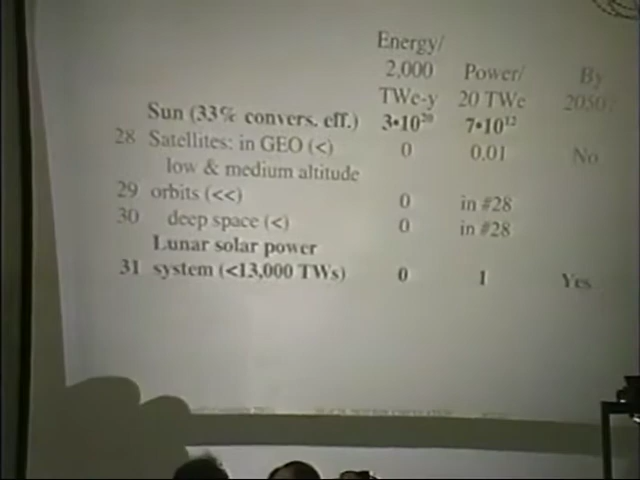 Energy/
2,000 Power/ By
TWe-y 20 TWe 2050?
Sun (33% convers. eff.) 3•10²⁰ 7•10¹²
28 Satellites: in GEO (<) 0 0.01 No
low & medium altitude
29 orbits (<<) 0 in #28
30 deep space (<) 0 in #28
Lunar solar power
31 system (<13,000 TWs) 0 1 Yes